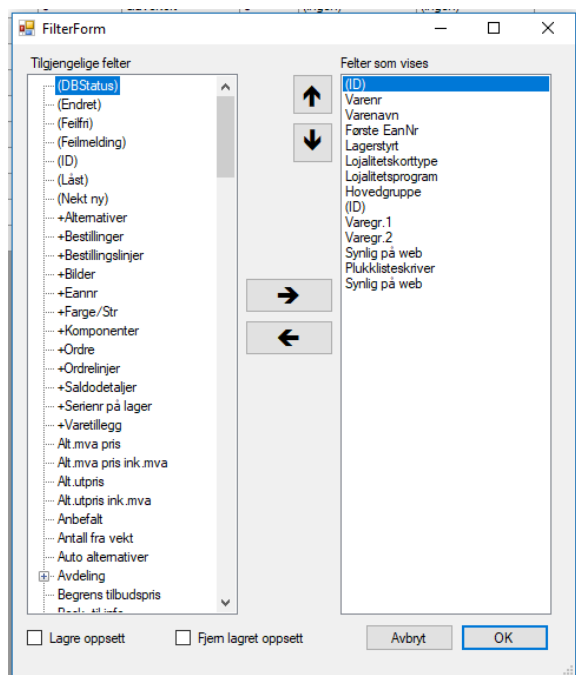 FilterForm
Tilgjengelige felter
(DBStatus)
(Endret)
(Feilfri)
(Feilmelding)
(ID)
(Låst)
(Nekt ny)
+Alternativer
+Bestillinger
+Bestillingslinjer
+Bilder
+Eannr
+Farge/Str
+Komponenter
+Ordre
+Ordrelinjer
+Saldodetaljer
+Serienr på lager
+Varetillegg
Alt.mva pris
Alt.mva pris ink.mva
Alt.utpris
Alt.utpris ink.mva
Anbefalt
Antall fra vekt
Auto alternativer
Avdeling
Begrens tilbudspris
Felter som vises
(ID)
Varenr
Varenavn
Første EanNr
Lagerstyrt
Lojalitetskorttype
Lojalitetsprogram
Hovedgruppe
(ID)
Varegr.1
Varegr.2
Synlig på web
Plukklisteskriver
Synlig på web
Lagre oppsett
Fjern lagret oppsett
Avbryt
OK